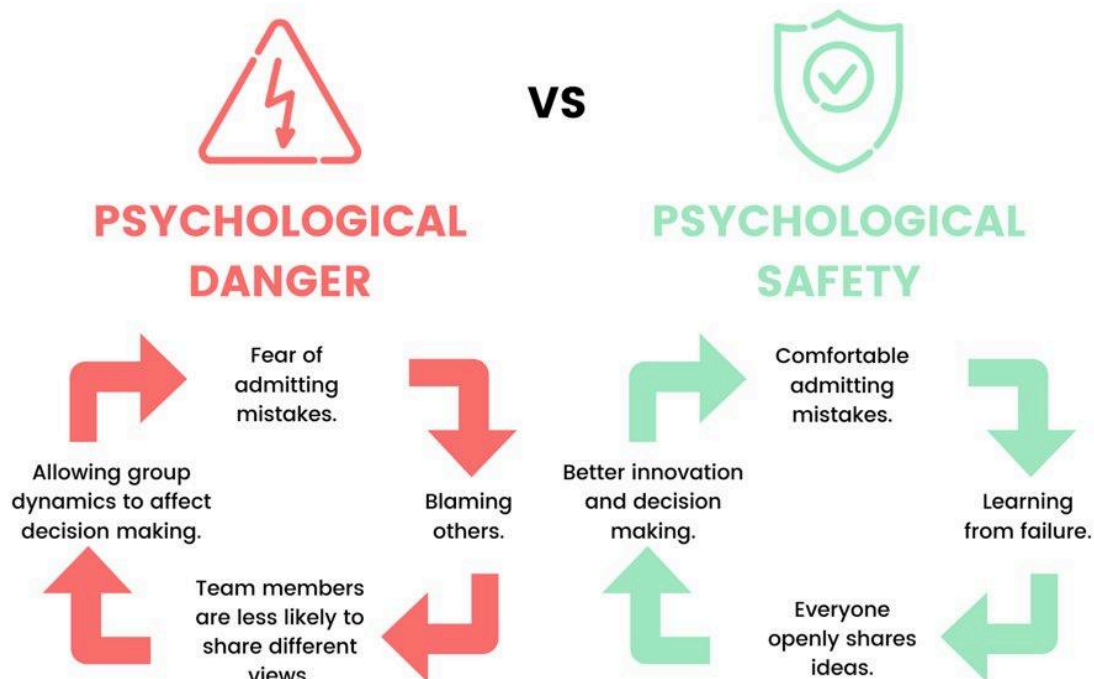 VS
PSYCHOLOGICAL
DANGER
Fear of
admitting
mistakes.
Blaming
others.
Team members
are less likely to
share different
views
Allowing group
dynamics to affect
decision making.
PSYCHOLOGICAL
SAFETY
Comfortable
admitting
mistakes.
Learning
from failure.
Everyone
openly shares
ideas.
Better innovation
and decision
making.